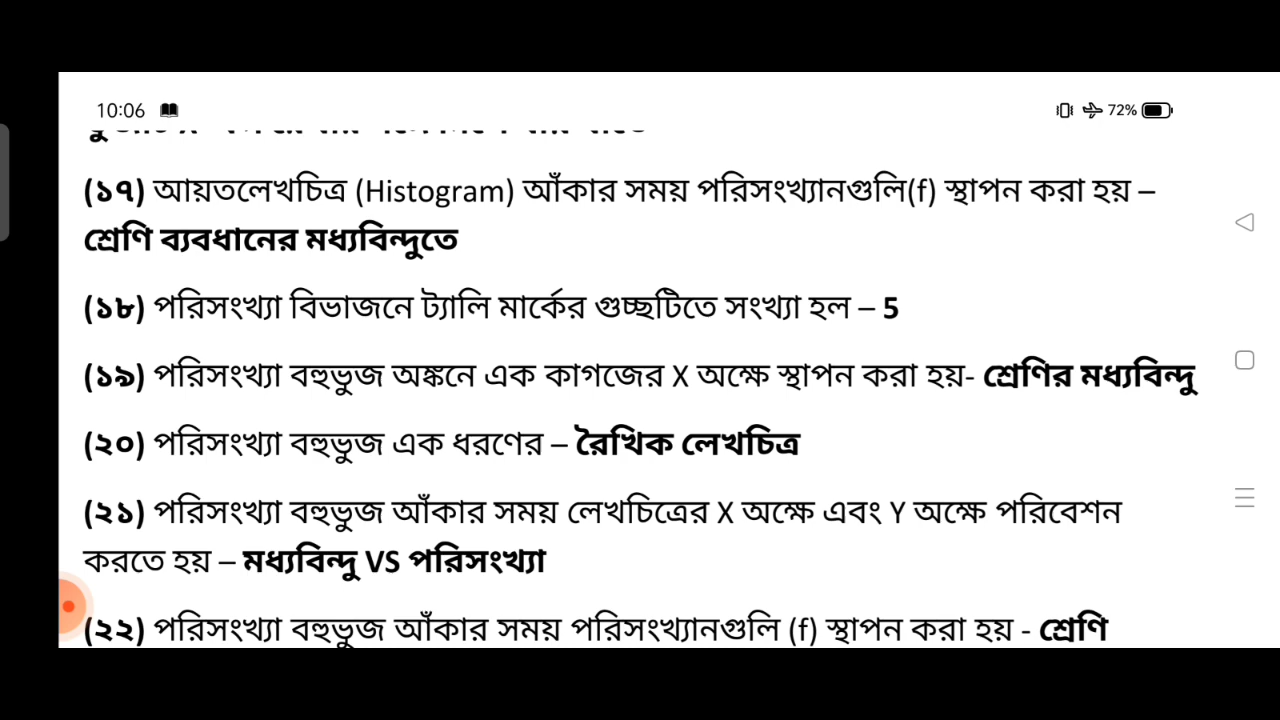 10:06
72%
(১৭) আয়তলেখচিত্র (Histogram) আঁকার সময় পরিসংখ্যানগুলি(f) স্থাপন করা হয় –
শ্রেণি ব্যবধানের মধ্যবিন্দুতে
(১৮) পরিসংখ্যা বিভাজনে ট্যালি মার্কের গুচ্ছটিতে সংখ্যা হল – 5
(১৯) পরিসংখ্যা বহুভুজ অঙ্কনে এক কাগজের X অক্ষে স্থাপন করা হয়- শ্রেণির মধ্যবিন্দু
(২০) পরিসংখ্যা বহুভুজ এক ধরণের – রৈখিক লেখচিত্র
(২১) পরিসংখ্যা বহুভুজ আঁকার সময় লেখচিত্রের X অক্ষে এবং Y অক্ষে পরিবেশন
করতে হয় – মধ্যবিন্দু VS পরিসংখ্যা
(২২) পরিসংখ্যা বহুভুজ আঁকার সময় পরিসংখ্যানগুলি (f) স্থাপন করা হয় - শ্রেণি